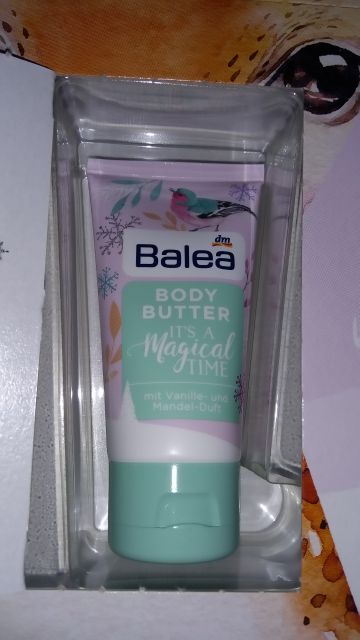 dm
Balea
BODY
BUTTER
IT'S A
Magical
TIME
mit Vanille- und
Mandel-Duft